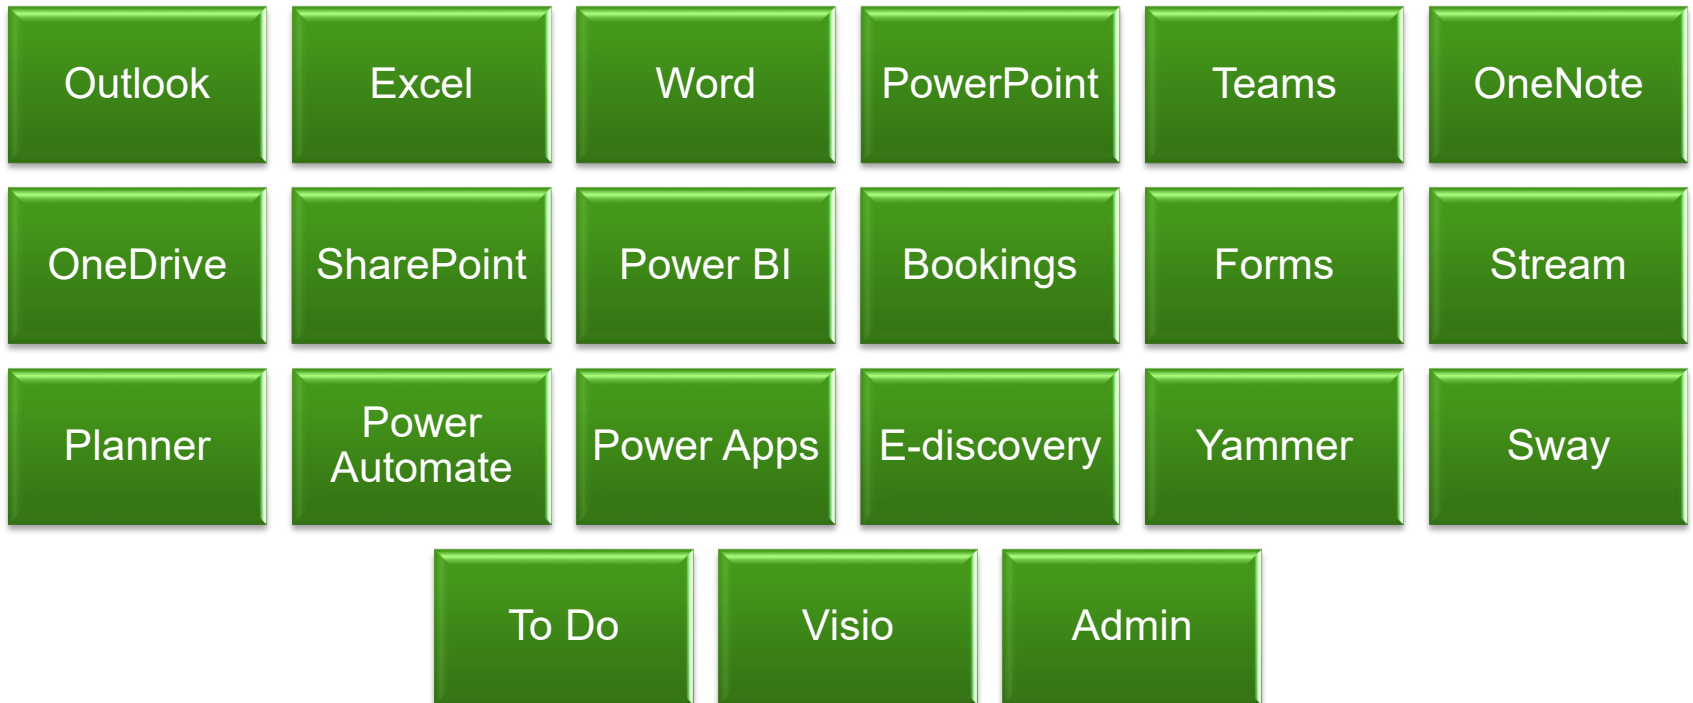 Outlook
Excel
Word
PowerPoint
Teams
OneNote
OneDrive
SharePoint
Power BI
Bookings
Forms
Stream
Planner
Power
Automate
Power Apps
E-discovery
Yammer
Sway
To Do
Visio
Admin